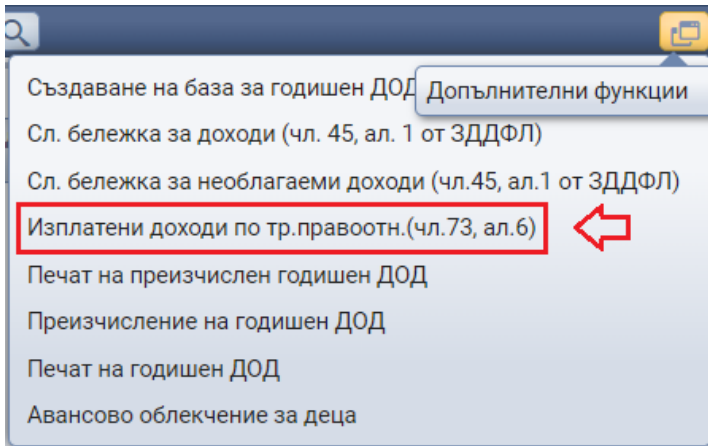 Създаване на база за годишен ДОД
Допълнителни функции
Сл. бележка за доходи (чл. 45, ал. 1 от ЗДДФЛ)
Сл. бележка за необлагаеми доходи (чл.45, ал.1 от ЗДДФЛ)
Изплатени доходи по тр.правоотн.(чл.73, ал.6)
Печат на преизчислен годишен ДОД
Преизчисление на годишен ДОД
Печат на годишен ДОД
Авансово облекчение за деца